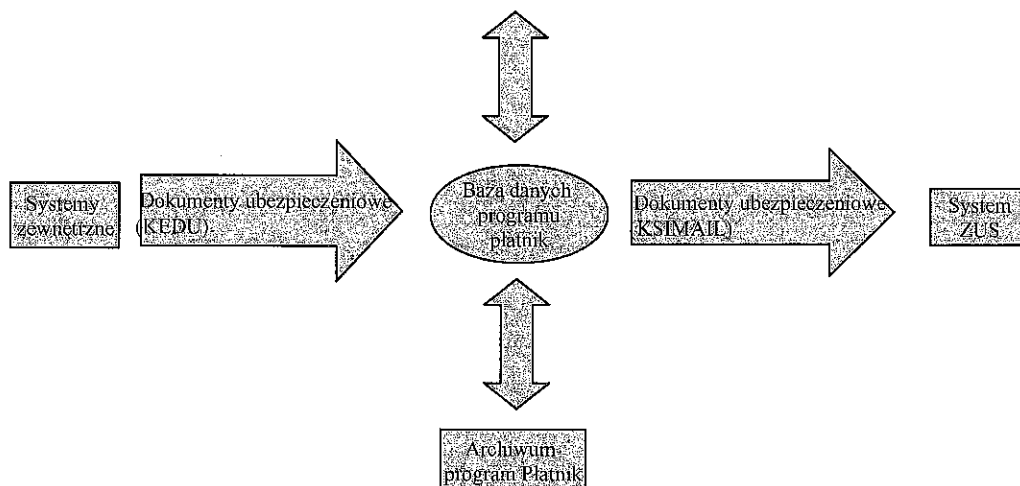 Systemy
zewnętrzne
Dokumenty ubezpieczeniowe
(KEDU)
Baza danych
programu
płatnik
Dokumenty ubezpieczeniowe
(KSIMAIL)
System
ZUS
Archiwum
program Płatnik